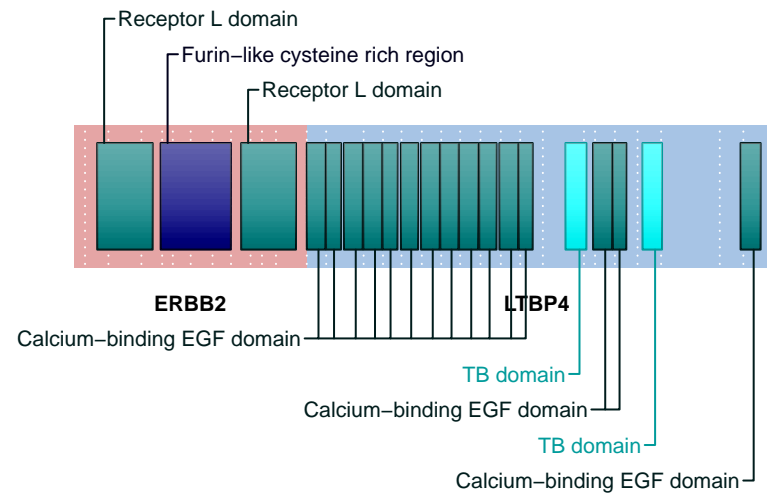 Receptor L domain
Furin−like cysteine rich region
Receptor L domain
ERBB2
LTBP4
Calcium−binding EGF domain
TB domain
Calcium−binding EGF domain
TB domain
Calcium−binding EGF domain